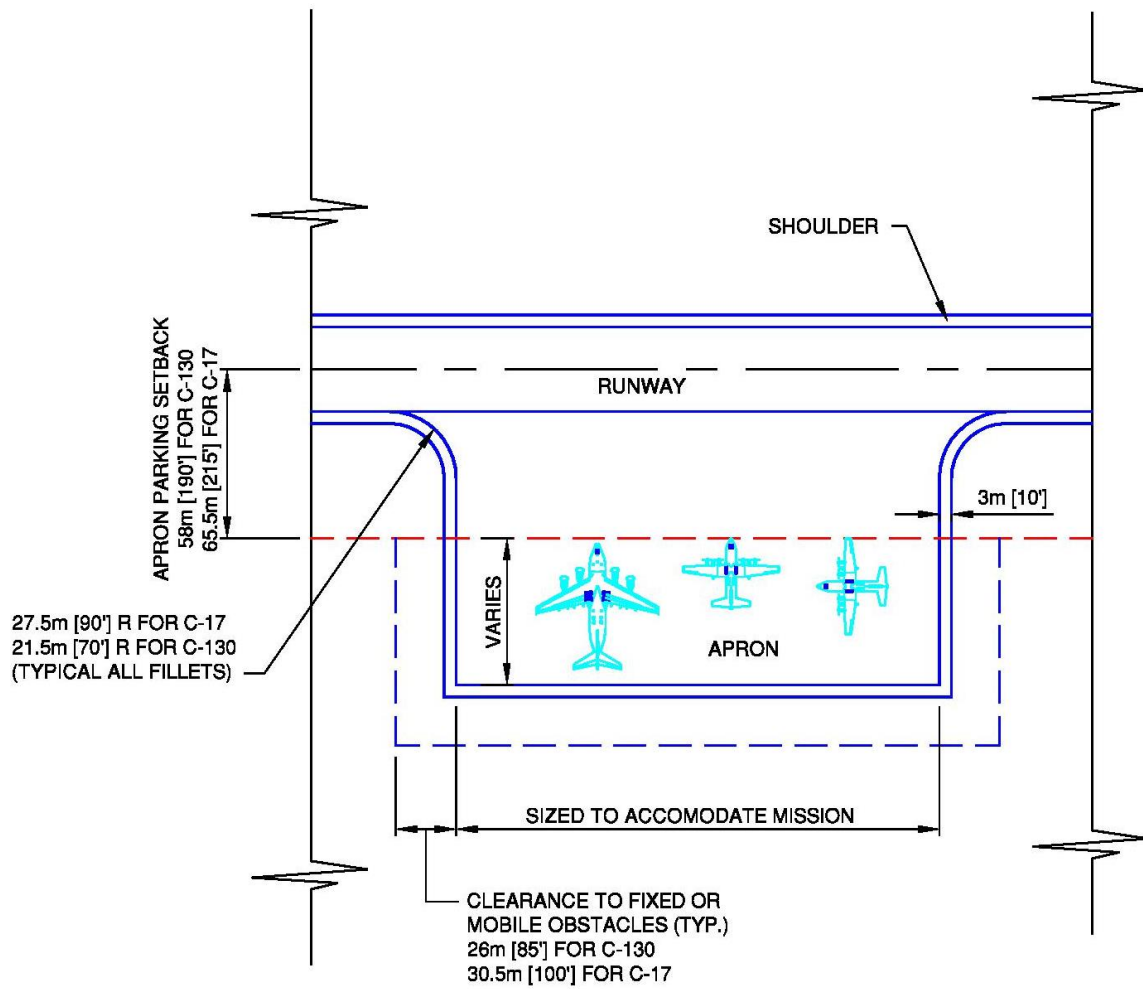 SHOULDER
RUNWAY
APRON PARKING SETBACK
58m [190'] FOR C-130
65.5m [215'] FOR C-17
3m [10']
27.5m [90'] R FOR C-17
21.5m [70'] R FOR C-130
(TYPICAL ALL FILLETS)
VARIES
APRON
SIZED TO ACCOMODATE MISSION
CLEARANCE TO FIXED OR
MOBILE OBSTACLES (TYP.)
26m [85'] FOR C-130
30.5m [100'] FOR C-17